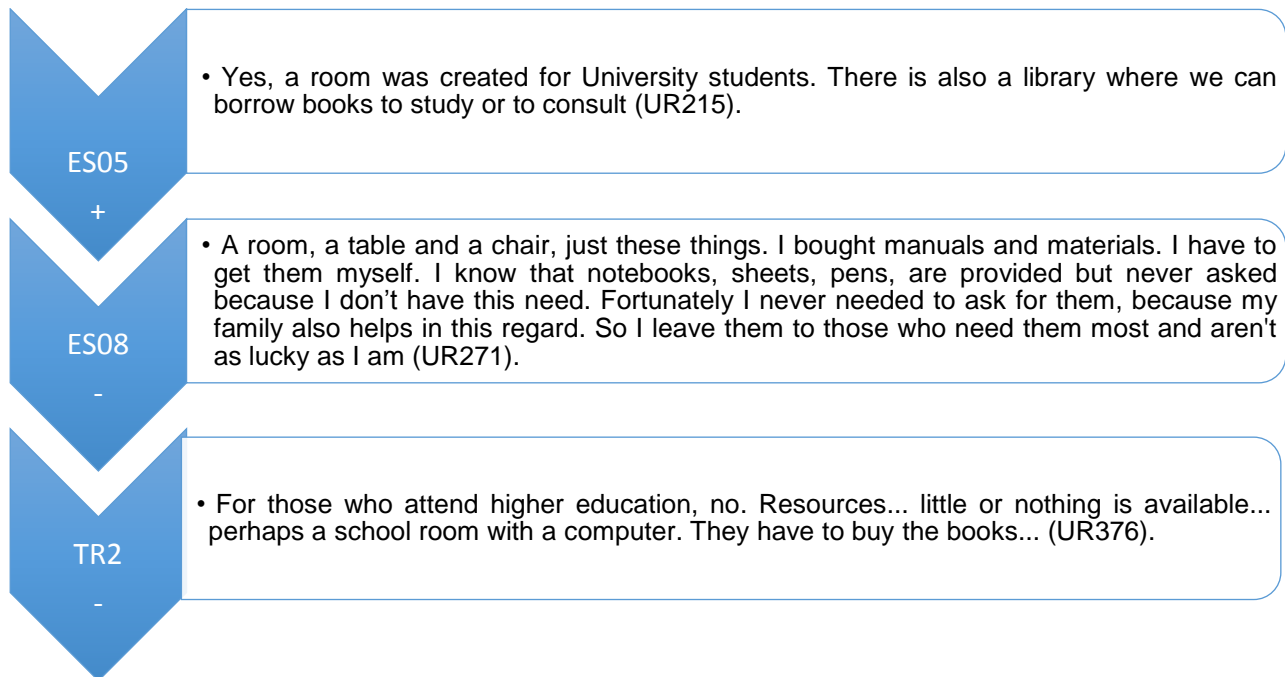 • Yes, a room was created for University students. There is also a library where we can
borrow books to study or to consult (UR215).
ES05
+
• A room, a table and a chair, just these things. I bought manuals and materials. I have to
get them myself. I know that notebooks, sheets, pens, are provided but never asked
because I don’t have this need. Fortunately I never needed to ask for them, because my
family also helps in this regard. So I leave them to those who need them most and aren't
as lucky as I am (UR271).
ES08
-
• For those who attend higher education, no. Resources... little or nothing is available...
perhaps a school room with a computer. They have to buy the books... (UR376).
TR2
-